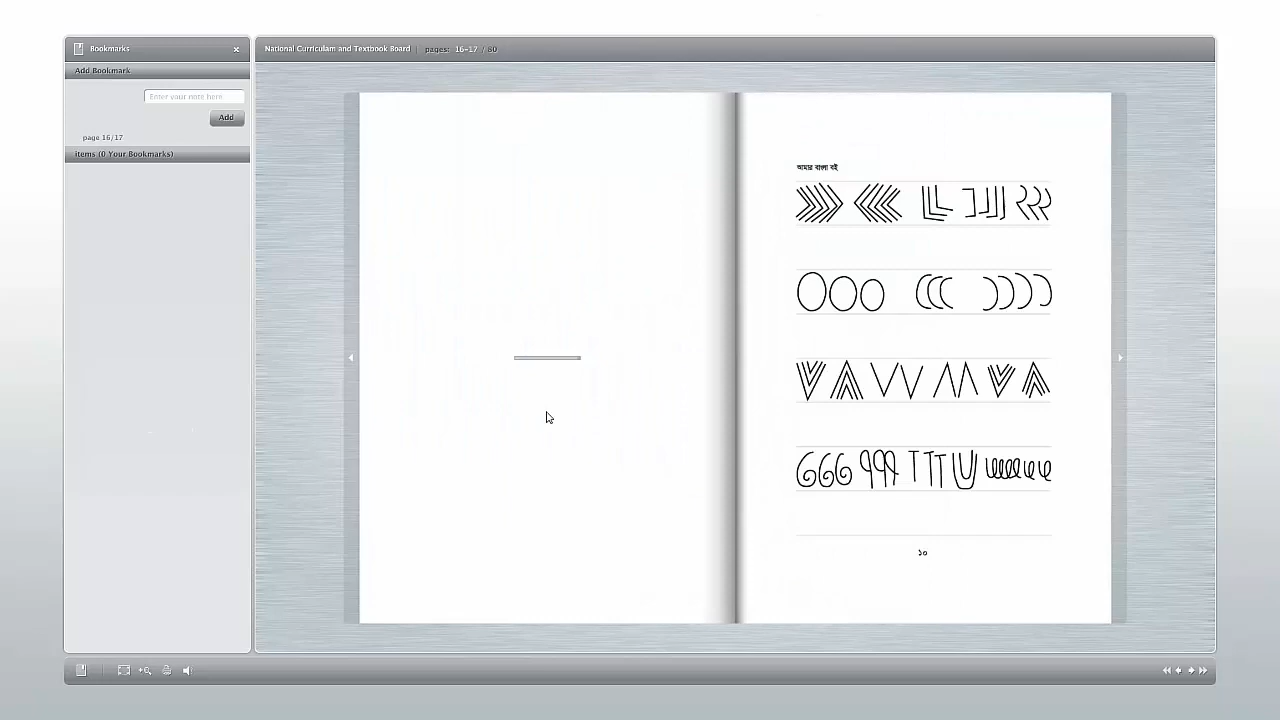 Bookmarks
National Curriculam and Textbook Board | pages: 16-17 / 80
Add Bookmark
Enter your note here
Add
page 16/17
items (0 Your Bookmarks)
আমার বাংলা বই
১০